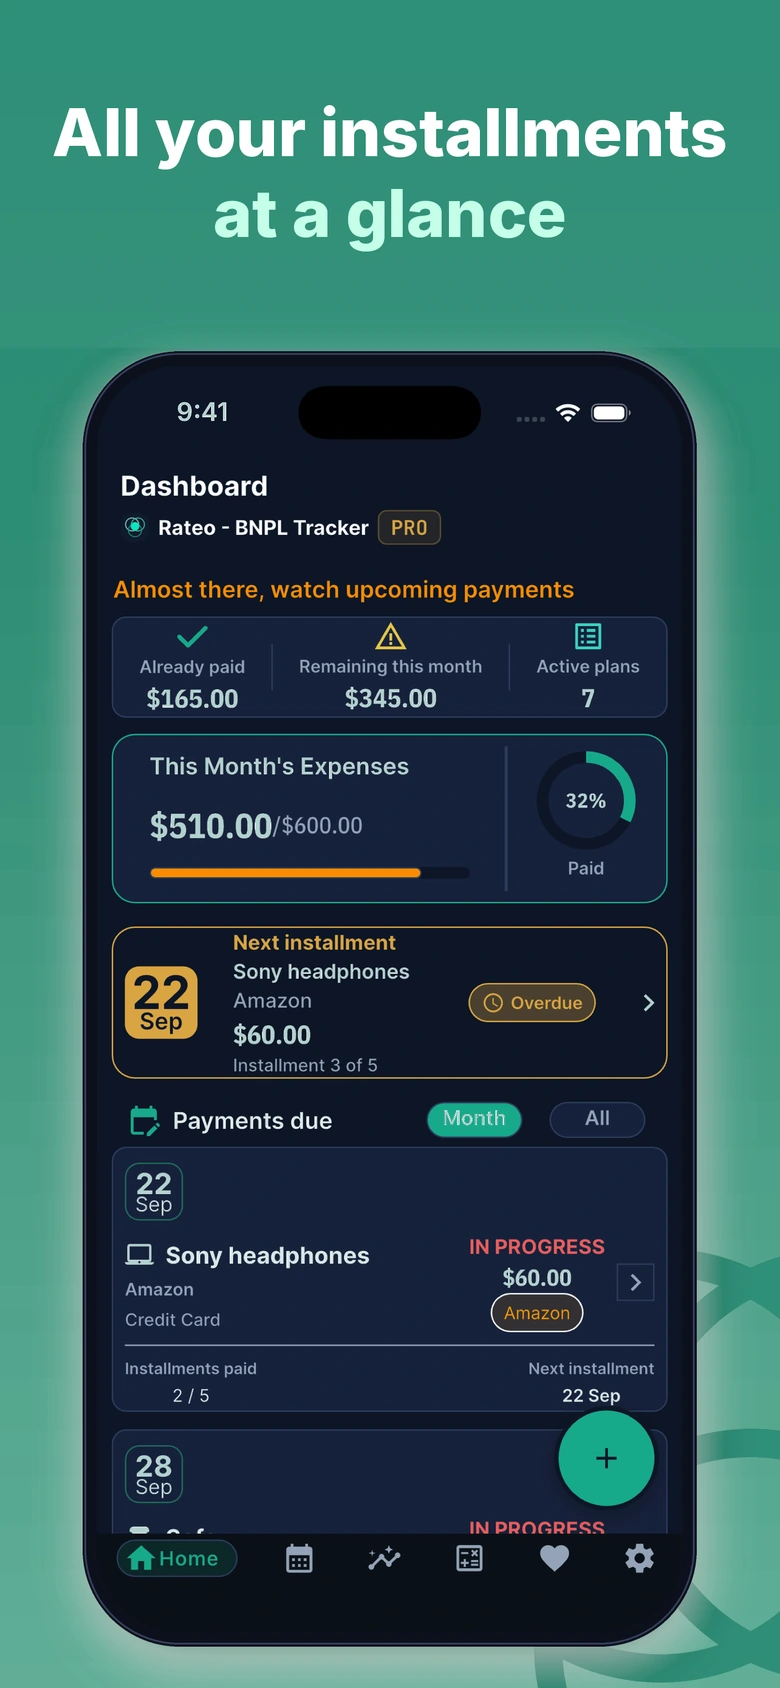 All your installments
at a glance
9:41
Dashboard
Rateo - BNPL Tracker PRO
Almost there, watch upcoming payments
Already paid
$165.00
Remaining this month
$345.00
Active plans
7
This Month's Expenses
$510.00/$600.00
32%
Paid
22
Sep
Next installment
Sony headphones
Amazon
$60.00
Installment 3 of 5
Overdue
Payments due
Month
All
22
Sep
Sony headphones
Amazon
Credit Card
IN PROGRESS
$60.00
Amazon
Installments paid
2 / 5
Next installment
22 Sep
28
Sep
IN PROGRESS
Home